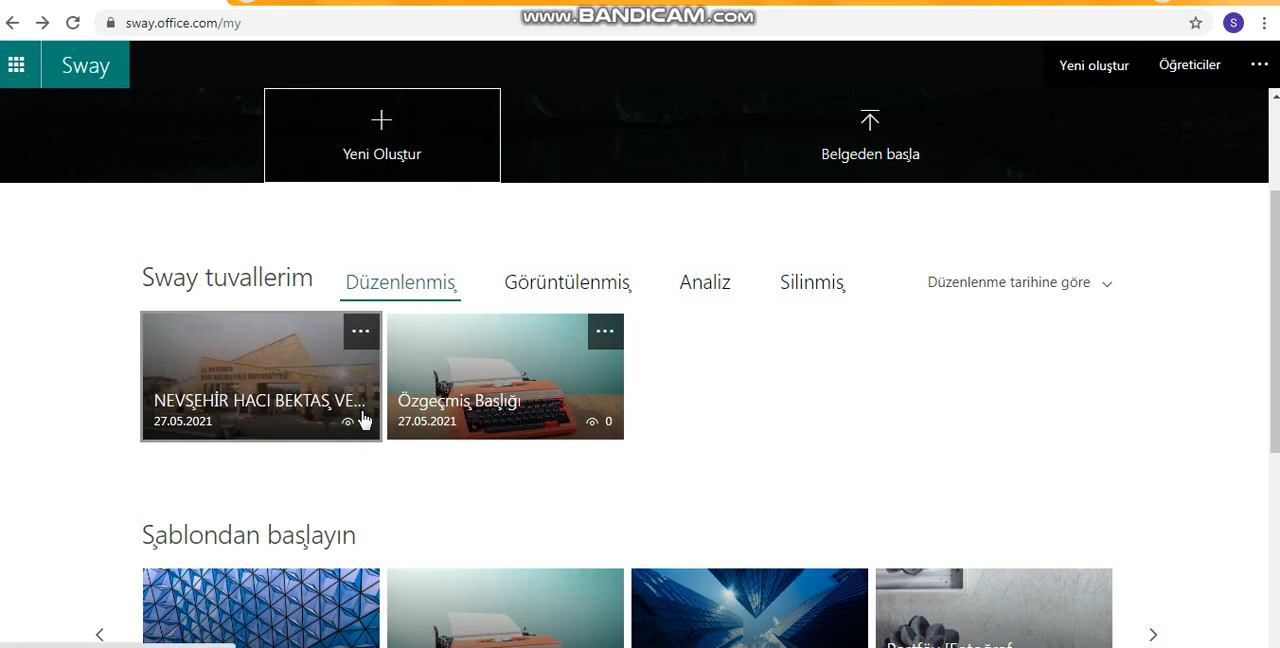 www.BANDICAM.com
sway.office.com/my
S
Sway
Yeni oluştur
Öğreticiler
Yeni Oluştur
Belgeden başla
Sway tuvallerim
Düzenlenmiş
Görüntülenmiş
Analiz
Silinmiş
Düzenlenme tarihine göre
NEVŞEHİR HACI BEKTAŞ VE...
27.05.2021
Özgeçmiş Başlığı
27.05.2021
0
Şablondan başlayın